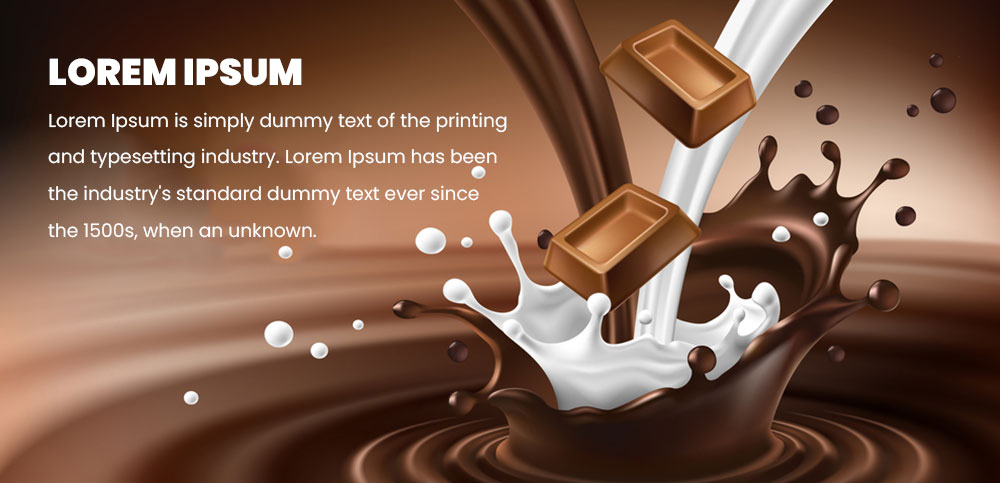 LOREM IPSUM
Lorem Ipsum is simply dummy text of the printing
and typesetting industry. Lorem Ipsum has been
the industry's standard dummy text ever since
the 1500s, when an unknown.